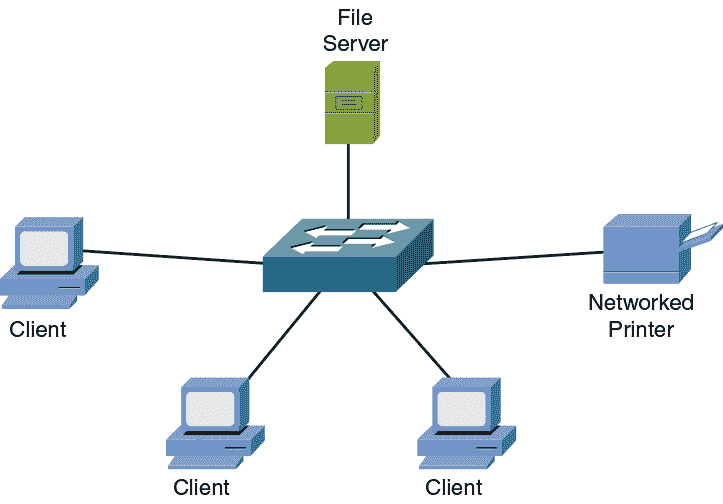 File
Server
Client
Networked
Printer
Client
Client